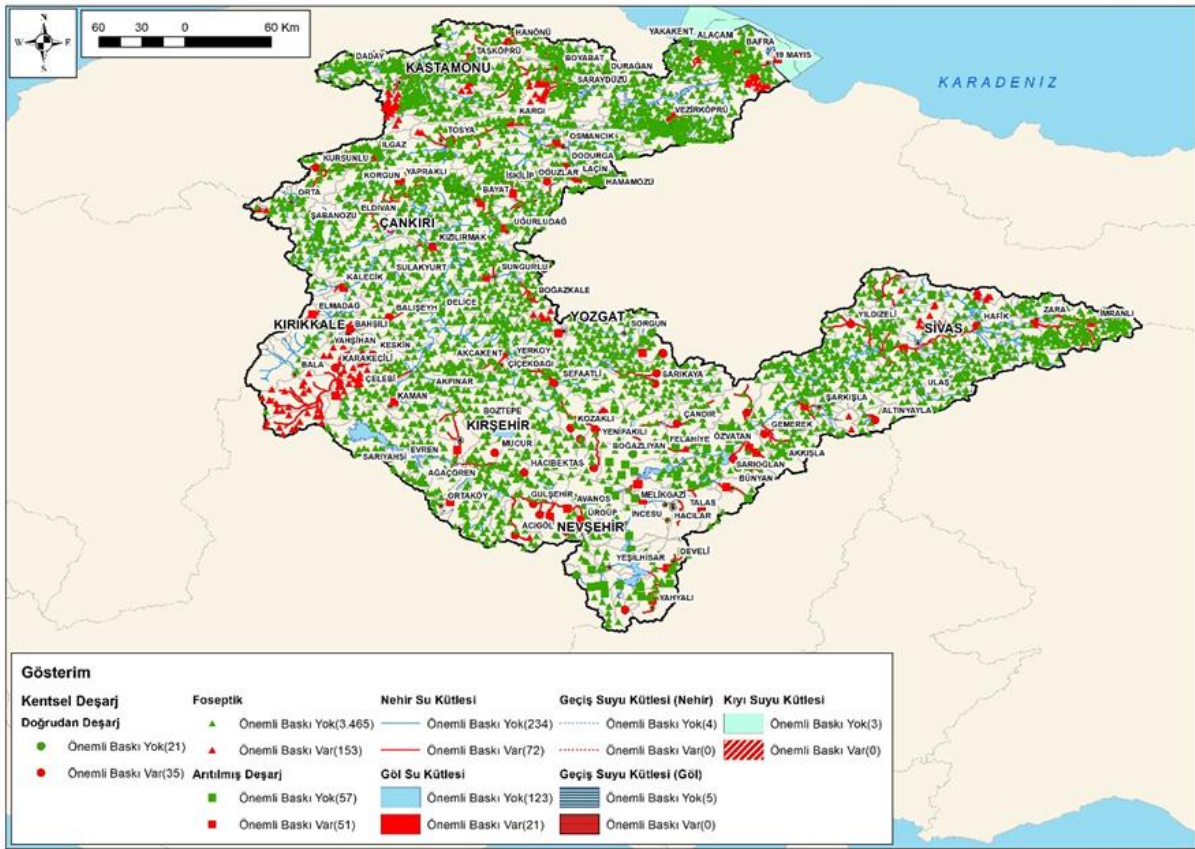 N
W E
S
60 30 0 60 Km
KARADENİZ
YAKAKENT
ALAÇAM
BAFRA
19 MAYIS
HANÖNÜ
TAŞKÖPRÜ
DADAY
KASTAMONU
BOYABAT
DURAĞAN
SARAYDÜZÜ
VEZİRKÖPRÜ
KARGI
TOSYA
OSMANCIK
ILGAZ
DODURGA
KURŞUNLU
LAÇİN
OĞUZLAR
İSKİLİP
HAMAMÖZÜ
KORGUN
YAPRAKLI
ORTA
BAYAT
ELDİVAN
ŞABANÖZÜ
ÇANKIRI
UĞURLUDAĞ
KIZILIRMAK
SULAKYURT
SUNGURLU
KALECİK
BOĞAZKALE
ELMADAĞ
BALIŞEYH
DELİCE
KIRIKKALE
BAHŞILI
YOZGAT
SORGUN
YAHŞİHAN
KESKİN
BALA
KARAKEÇİLİ
AKÇAKENT
YERKÖY
ÇİÇEKDAĞI
ÇELEBİ
AKPINAR
ŞEFAATLİ
SARIKAYA
KAMAN
BOZTEPE
KOZAKLI
ÇANDIR
KIRŞEHİR
YENİFAKILI
MUCUR
BOĞAZLIYAN
FELAHİYE
ÖZVATAN
GEMEREK
EVREN
SARIYAHŞİ
AĞAÇÖREN
HACIBEKTAŞ
SARIOĞLAN
AKKIŞLA
BÜNYAN
ORTAKÖY
GÜLŞEHİR
AVANOS
MELİKGAZİ
TALAS
ÜRGÜP
İNCESU
HACILAR
ACIGÖL
NEVŞEHİR
YEŞİLHİSAR
DEVELİ
YAHYALI
YILDIZELİ
SİVAS
HAFİK
ZARA
İMRANLI
ULAŞ
ŞARKIŞLA
ALTINYAYLA
Gösterim
Kentsel Deşarj
Doğrudan Deşarj
Önemli Baskı Yok(21)
Önemli Baskı Var(35)
Foseptik
Önemli Baskı Yok(3.465)
Önemli Baskı Var(153)
Arıtılmış Deşarj
Önemli Baskı Yok(57)
Önemli Baskı Var(51)
Nehir Su Kütlesi
Önemli Baskı Yok(234)
Önemli Baskı Var(72)
Göl Su Kütlesi
Önemli Baskı Yok(123)
Önemli Baskı Var(21)
Geçiş Suyu Kütlesi (Nehir)
Önemli Baskı Yok(4)
Önemli Baskı Var(0)
Geçiş Suyu Kütlesi (Göl)
Önemli Baskı Yok(5)
Önemli Baskı Var(0)
Kıyı Suyu Kütlesi
Önemli Baskı Yok(3)
Önemli Baskı Var(0)